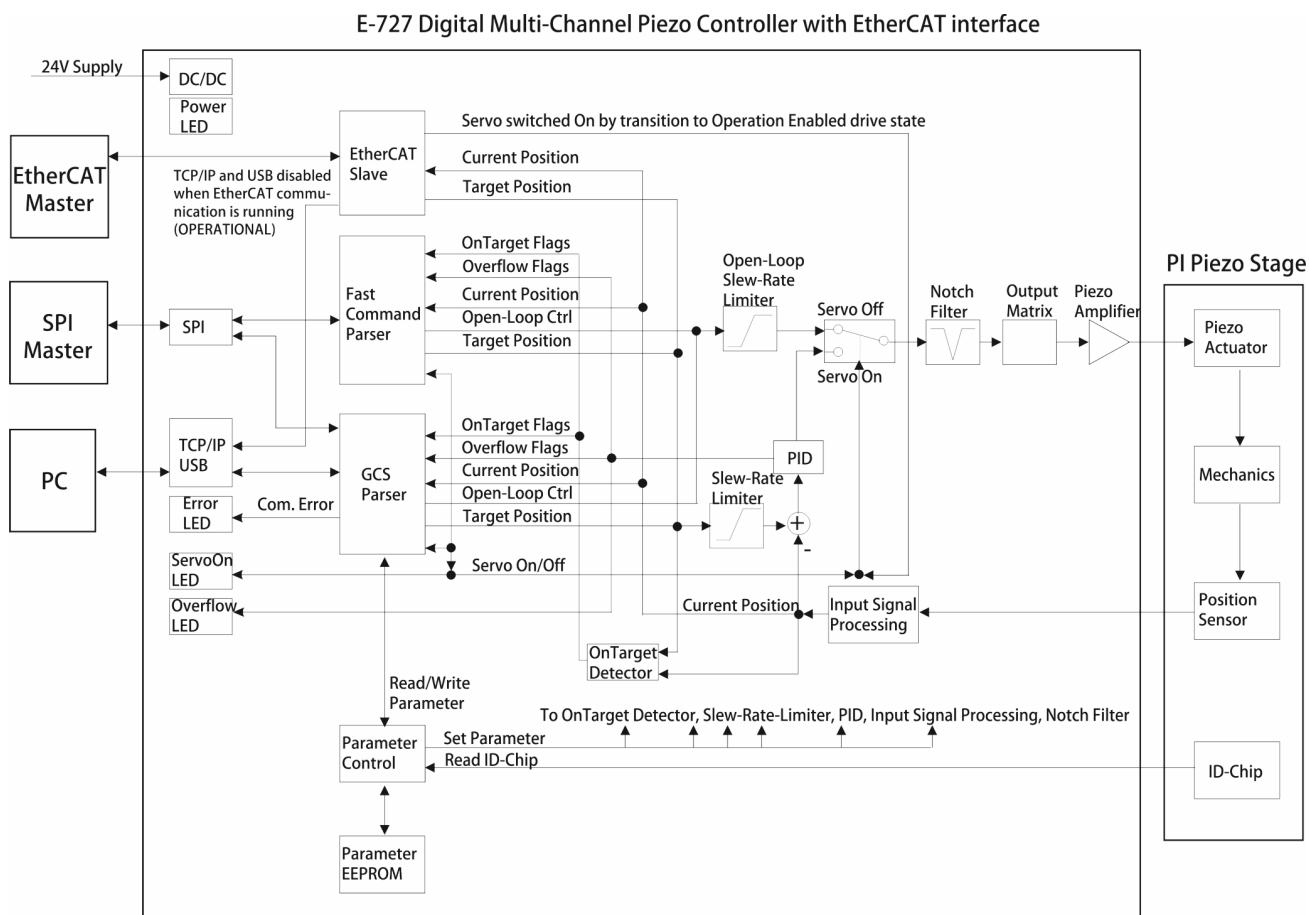 E-727 Digital Multi-Channel Piezo Controller with EtherCAT interface
24V Supply
DC/DC
Power
LED
EtherCAT
Master
TCP/IP and USB disabled
when EtherCAT commu-
nication is running
(OPERATIONAL)
EtherCAT
Slave
Servo switched On by transition to Operation Enabled drive state
Current Position
Target Position
SPI
Master
SPI
Fast
Command
Parser
OnTarget Flags
Overflow Flags
Current Position
Open-Loop Ctrl
Target Position
Open-Loop
Slew-Rate
Limiter
Servo Off
Servo On
Notch
Filter
Output
Matrix
Piezo
Amplifier
PI Piezo Stage
Piezo
Actuator
Mechanics
Position
Sensor
ID-Chip
PC
TCP/IP
USB
Error
LED
Com. Error
GCS
Parser
OnTarget Flags
Overflow Flags
Current Position
Open-Loop Ctrl
Target Position
Slew-Rate
Limiter
PID
+
-
ServoOn
LED
Servo On/Off
Overflow
LED
Current Position
Input Signal
Processing
OnTarget
Detector
Read/Write
Parameter
To OnTarget Detector, Slew-Rate-Limiter, PID, Input Signal Processing, Notch Filter
Parameter
Control
Set Parameter
Read ID-Chip
Parameter
EEPROM